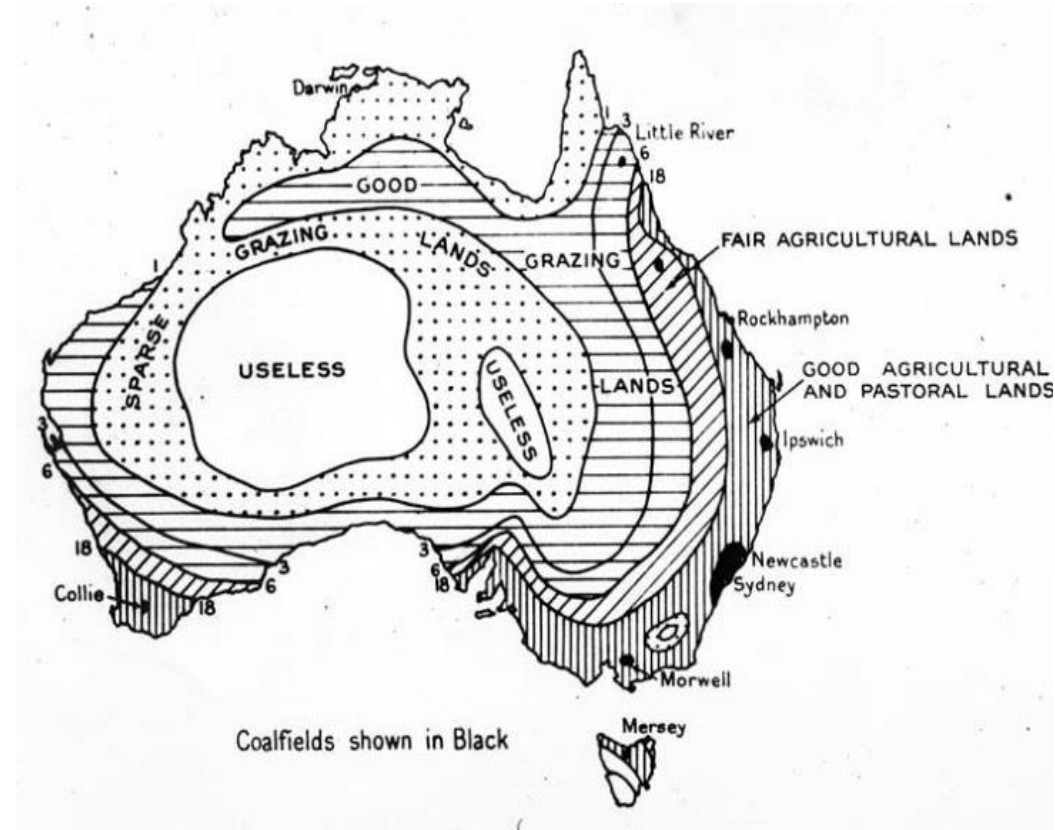 Darwin
1
3
Little River
6
18
GOOD
GRAZING
LANDS
GRAZING
FAIR AGRICULTURAL LANDS
1
SPARSE
Rockhampton
USELESS
LANDS
GOOD AGRICULTURAL
AND PASTORAL LANDS
USELESS
3
6
Ipswich
18
3
6
3
6
18
Newcastle
Sydney
Collie
18
Morwell
Mersey
Coalfields shown in Black